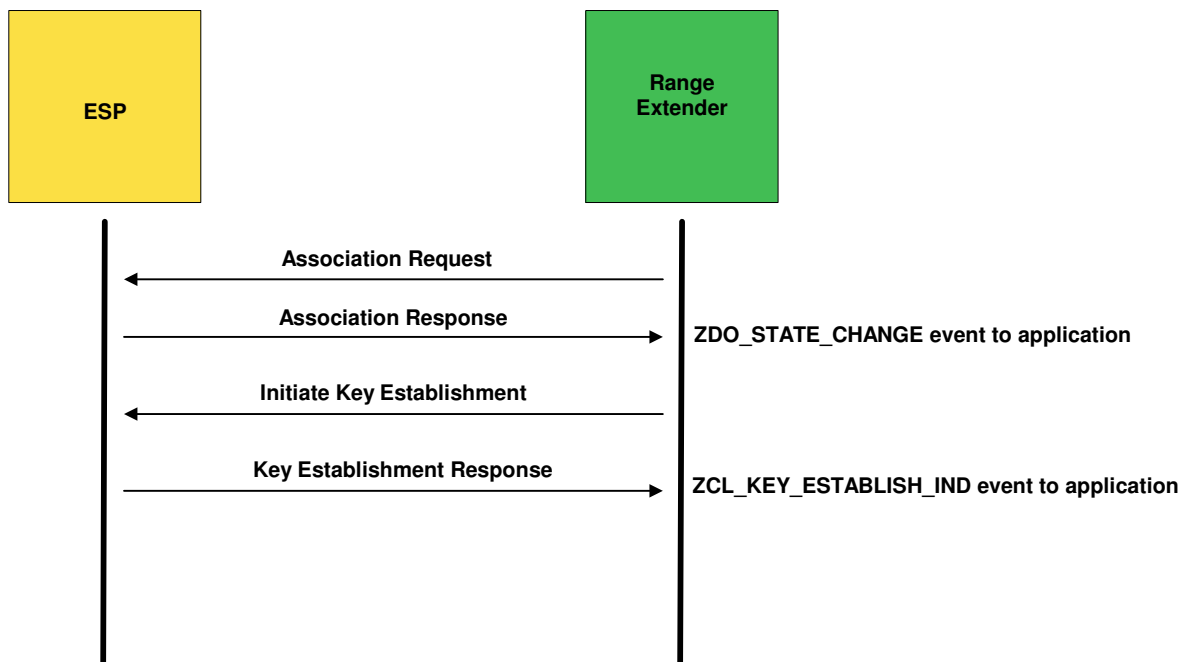 ESP
Range
Extender
Association Request
Association Response
ZDO_STATE_CHANGE event to application
Initiate Key Establishment
Key Establishment Response
ZCL_KEY_ESTABLISH_IND event to application